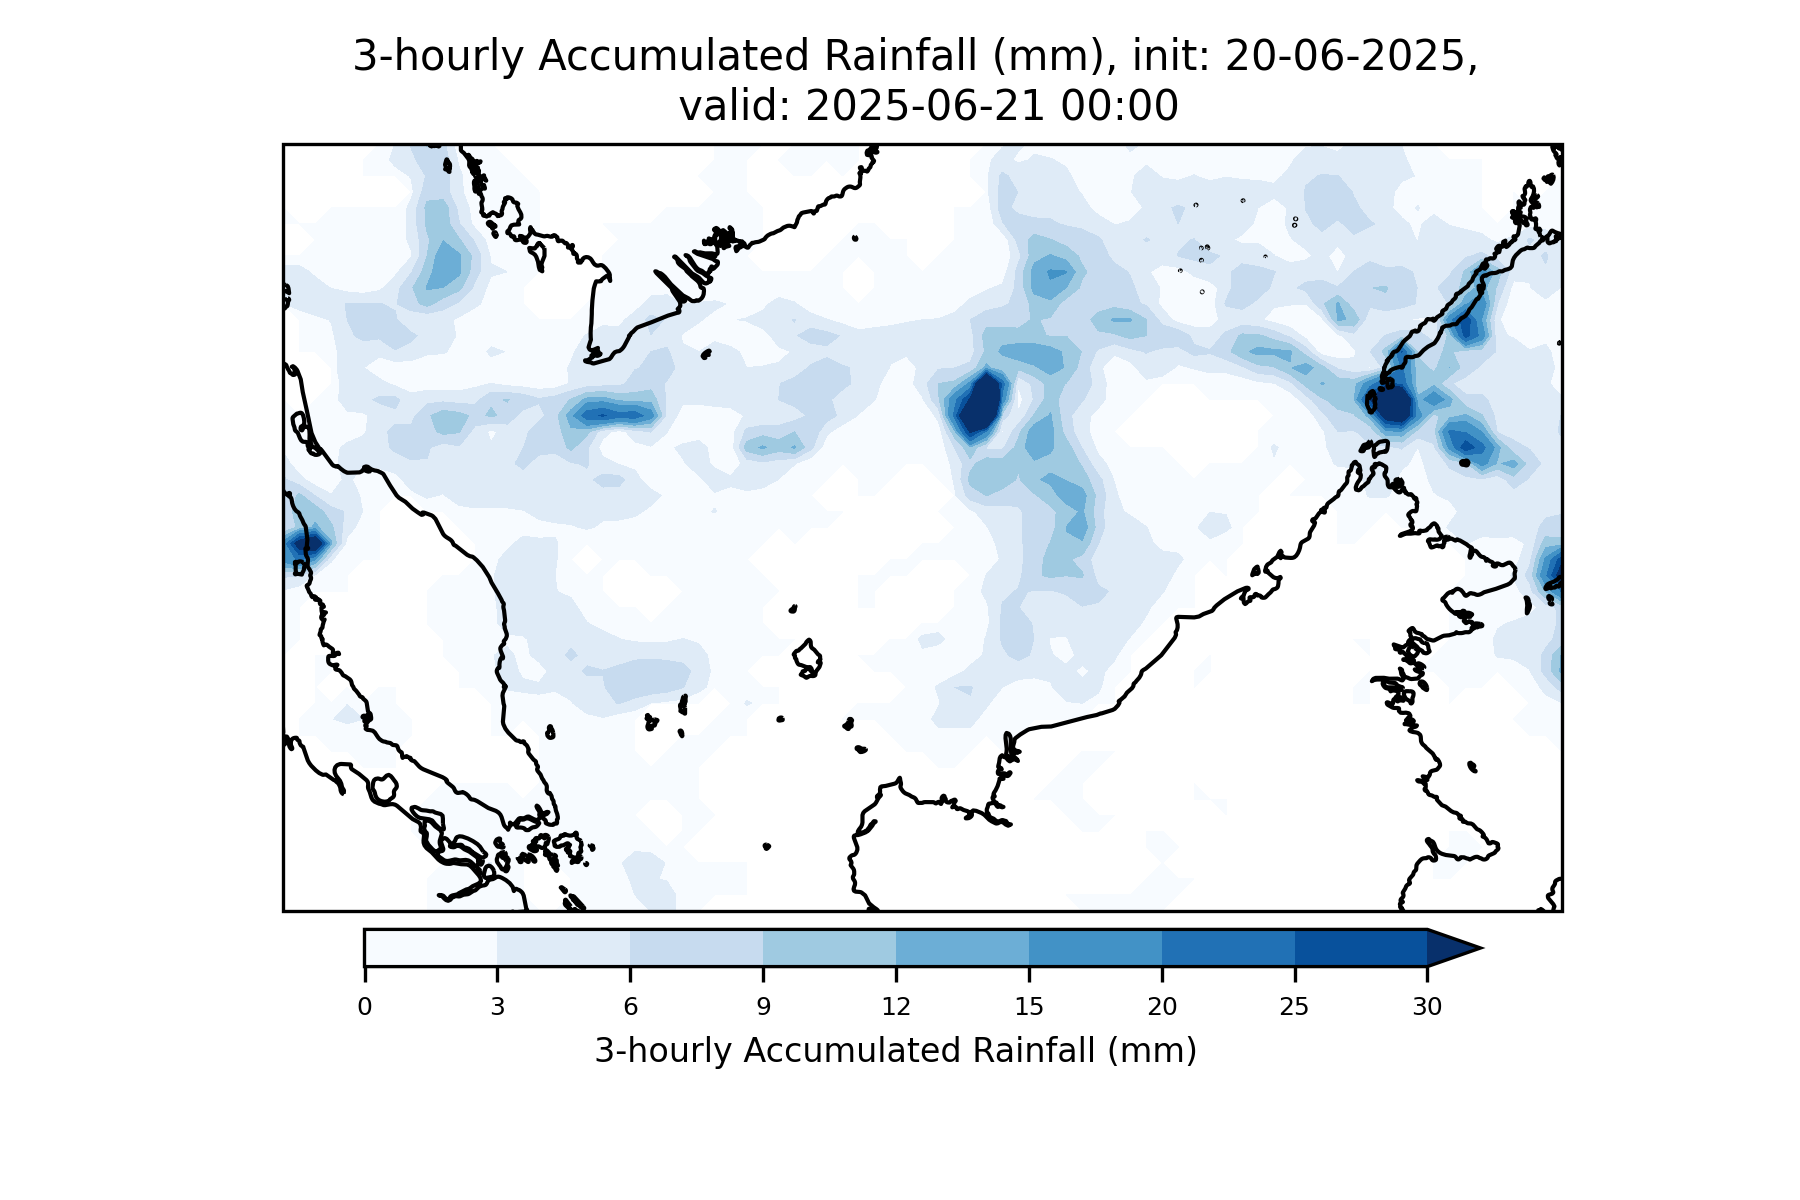 3-hourly Accumulated Rainfall (mm), init: 20-06-2025,
valid: 2025-06-21 00:00
0 3 6 9 12 15 20 25 30
3-hourly Accumulated Rainfall (mm)